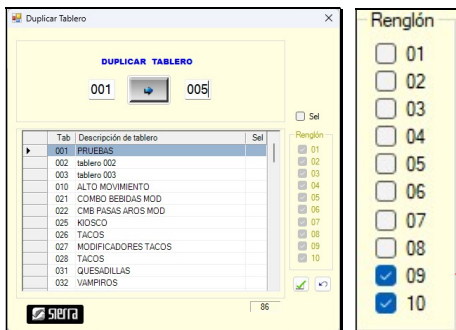 Duplicar Tablero
DUPLICAR TABLERO
001 005
Sel
Tab Descripción de tablero Sel
001 PRUEBAS
002 tablero 002
003 tablero 003
010 ALTO MOVIMIENTO
021 COMBO BEBIDAS MOD
022 CMB PASAS AROS MOD
025 KIOSCO
026 TACOS
027 MODIFICADORES TACOS
028 TACOS
031 QUESADILLAS
032 VAMPIROS
Renglón
01
02
03
04
05
06
07
08
09
10
sierra
86
Renglón
01
02
03
04
05
06
07
08
09
10